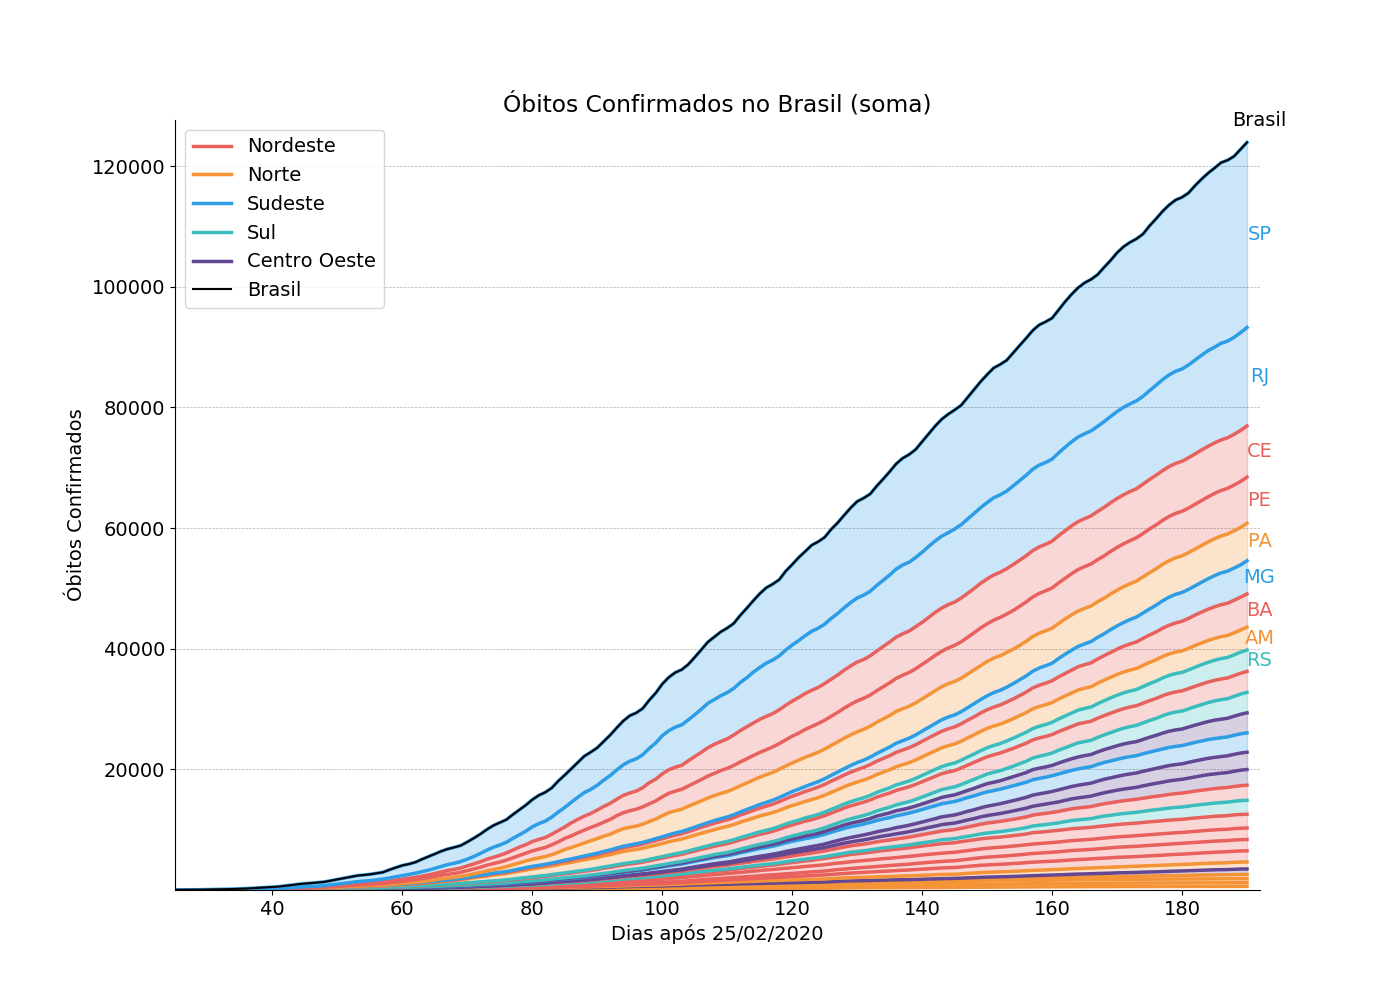 Óbitos Confirmados no Brasil (soma)
Brasil
Nordeste
Norte
Sudeste
Sul
Centro Oeste
Brasil
120000
100000
80000
60000
40000
20000
Óbitos Confirmados
SP
RJ
CE
PE
PA
MG
BA
AM
RS
40 60 80 100 120 140 160 180
Dias após 25/02/2020